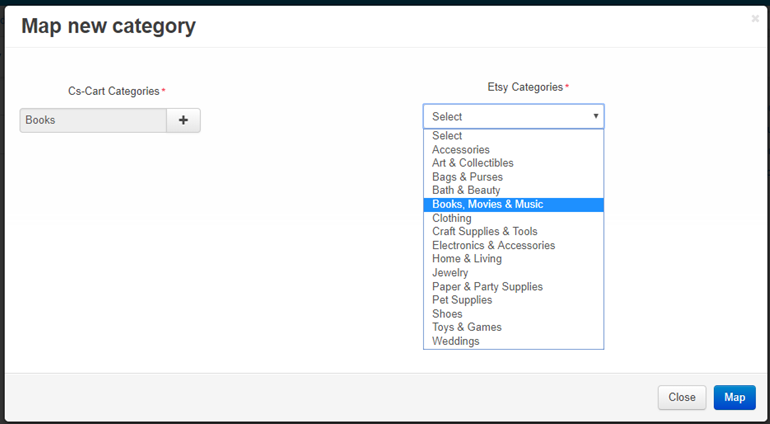 Map new category
×
Cs-Cart Categories*
Books
+
Etsy Categories*
Select
Select
Accessories
Art & Collectibles
Bags & Purses
Bath & Beauty
Books, Movies & Music
Clothing
Craft Supplies & Tools
Electronics & Accessories
Home & Living
Jewelry
Paper & Party Supplies
Pet Supplies
Shoes
Toys & Games
Weddings
Close
Map